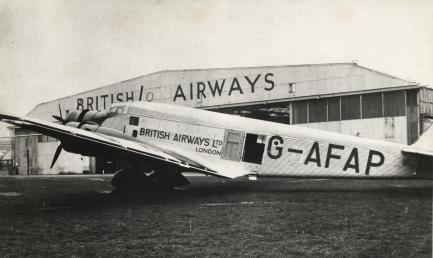 BRITISH AIRWAYS
BRITISH AIRWAYS LTD
LONDON
G-AFAP